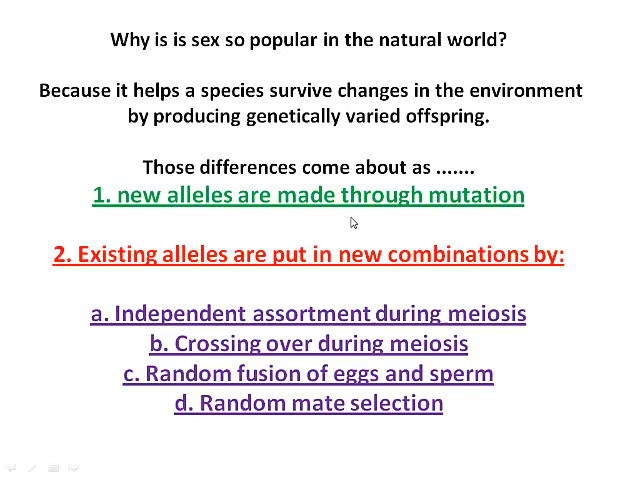 Why is is sex so popular in the natural world?
Because it helps a species survive changes in the environment
by producing genetically varied offspring.
Those differences come about as .......
1. new alleles are made through mutation
2. Existing alleles are put in new combinations by:
a. Independent assortment during meiosis
b. Crossing over during meiosis
c. Random fusion of eggs and sperm
d. Random mate selection